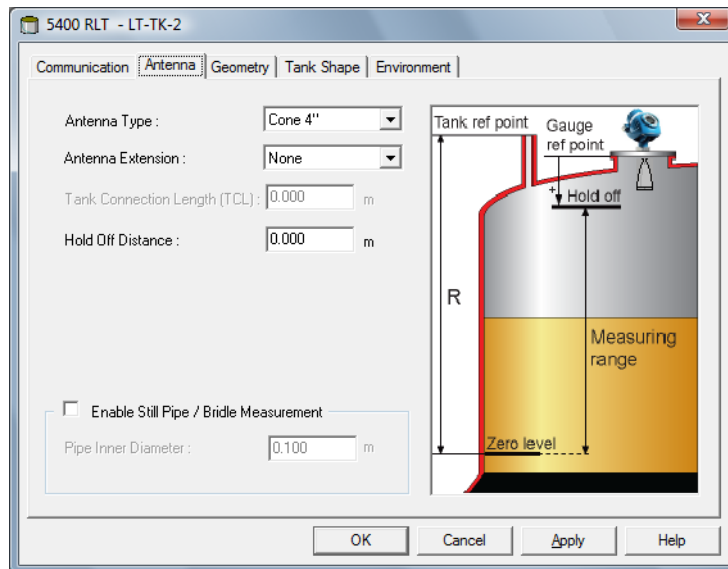 5400 RLT - LT-TK-2
Communication Antenna Geometry Tank Shape Environment
Antenna Type : Cone 4"
Antenna Extension : None
Tank Connection Length (TCL) : 0.000 m
Hold Off Distance : 0.000 m
Enable Still Pipe / Bridle Measurement
Pipe Inner Diameter : 0.100 m
Tank ref point
Gauge
ref point
+
Hold off
R
Measuring
range
Zero level
OK Cancel Apply Help